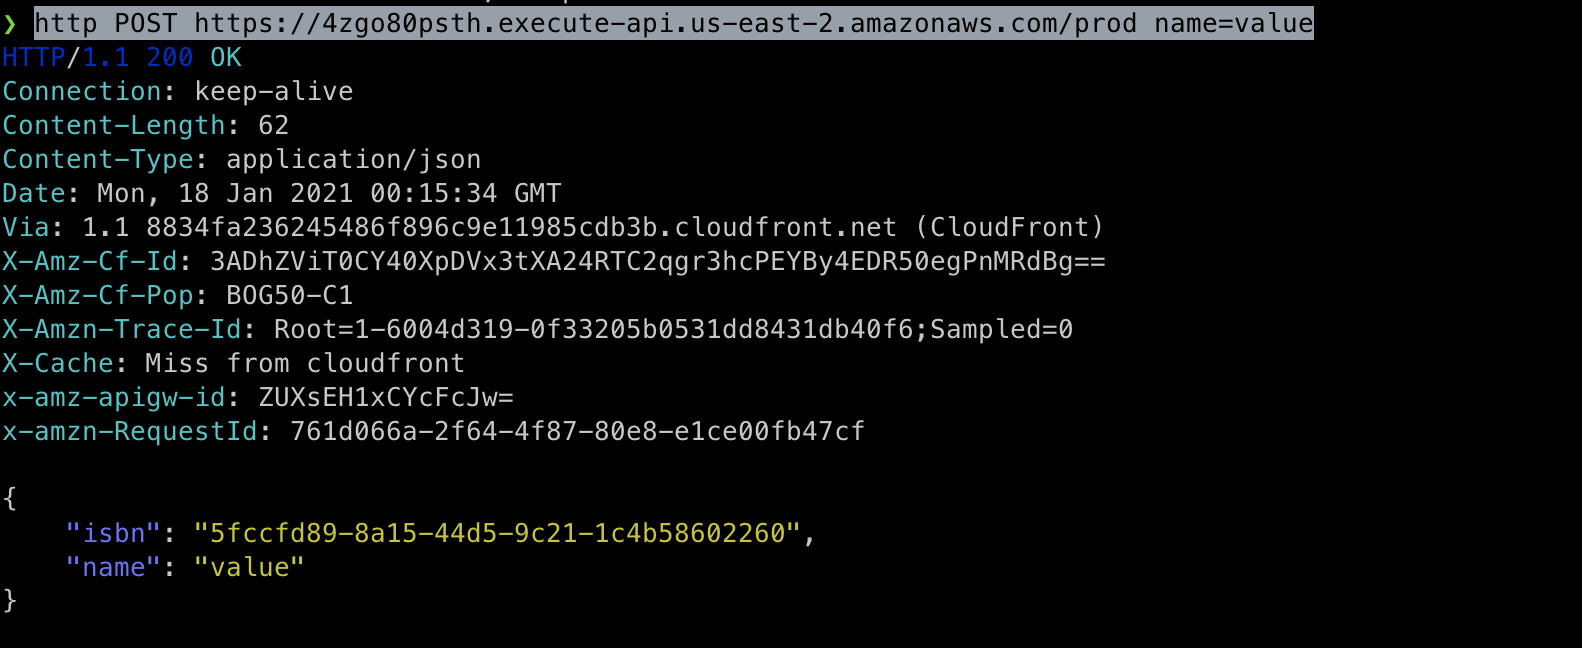 ❯ http POST https://4zgo80psth.execute-api.us-east-2.amazonaws.com/prod name=value
HTTP/1.1 200 OK
Connection: keep-alive
Content-Length: 62
Content-Type: application/json
Date: Mon, 18 Jan 2021 00:15:34 GMT
Via: 1.1 8834fa236245486f896c9e11985cdb3b.cloudfront.net (CloudFront)
X-Amz-Cf-Id: 3ADhZViT0CY40XpDVx3tXA24RTC2qgr3hcPEYBy4EDR50egPnMRdBg==
X-Amz-Cf-Pop: BOG50-C1
X-Amzn-Trace-Id: Root=1-6004d319-0f33205b0531dd8431db40f6;Sampled=0
X-Cache: Miss from cloudfront
x-amz-apigw-id: ZUXsEH1xCYcFcJw=
x-amzn-RequestId: 761d066a-2f64-4f87-80e8-e1ce00fb47cf
{
    "isbn": "5fccfd89-8a15-44d5-9c21-1c4b58602260",
    "name": "value"
}